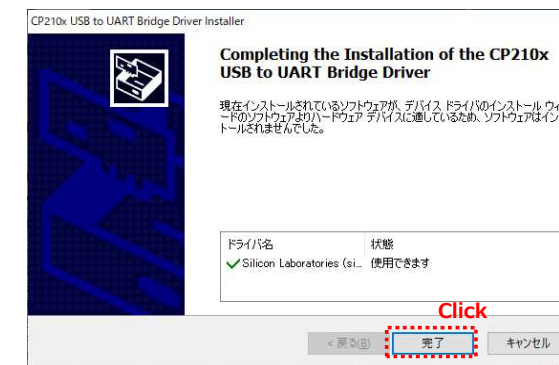 CP210x USB to UART Bridge Driver Installer
Completing the Installation of the CP210x
USB to UART Bridge Driver
現在インストールされているソフトウェアが、デバイス ドライバのインストール ウィ
ードのソフトウェアよりハードウェア デバイスに適しているため、ソフトウェアはイン
トールされませんでした。
ドライバ名 状態
Silicon Laboratories (si... 使用できます
Click
< 戻る(B) 完了 キャンセル